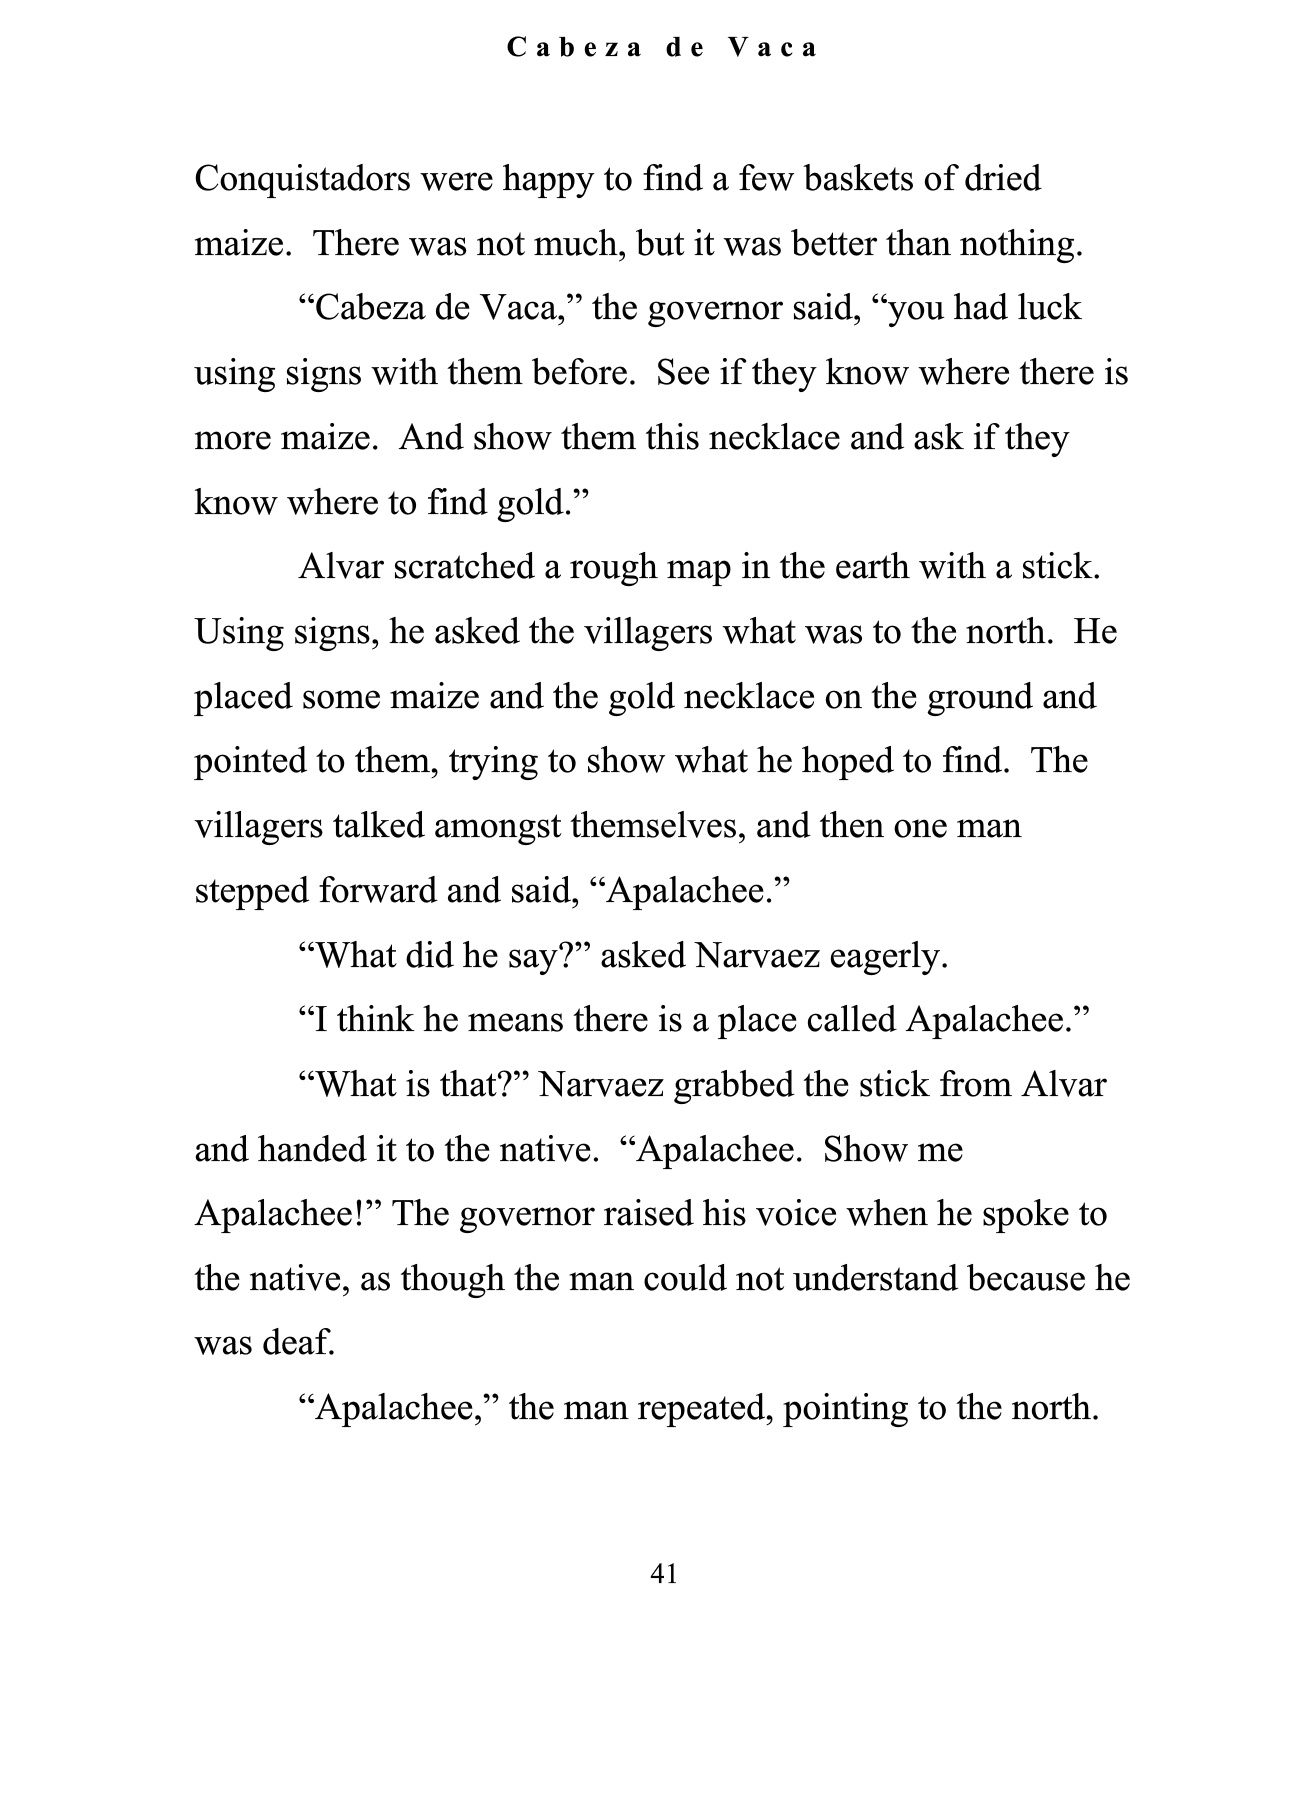 Cabeza de Vaca
Conquistadors were happy to find a few baskets of dried
maize.  There was not much, but it was better than nothing.
“Cabeza de Vaca,” the governor said, “you had luck
using signs with them before.  See if they know where there is
more maize.  And show them this necklace and ask if they
know where to find gold.”
Alvar scratched a rough map in the earth with a stick.
Using signs, he asked the villagers what was to the north.  He
placed some maize and the gold necklace on the ground and
pointed to them, trying to show what he hoped to find.  The
villagers talked amongst themselves, and then one man
stepped forward and said, “Apalachee.”
“What did he say?” asked Narvaez eagerly.
“I think he means there is a place called Apalachee.”
“What is that?” Narvaez grabbed the stick from Alvar
and handed it to the native.  “Apalachee.  Show me
Apalachee!” The governor raised his voice when he spoke to
the native, as though the man could not understand because he
was deaf.
“Apalachee,” the man repeated, pointing to the north.
41